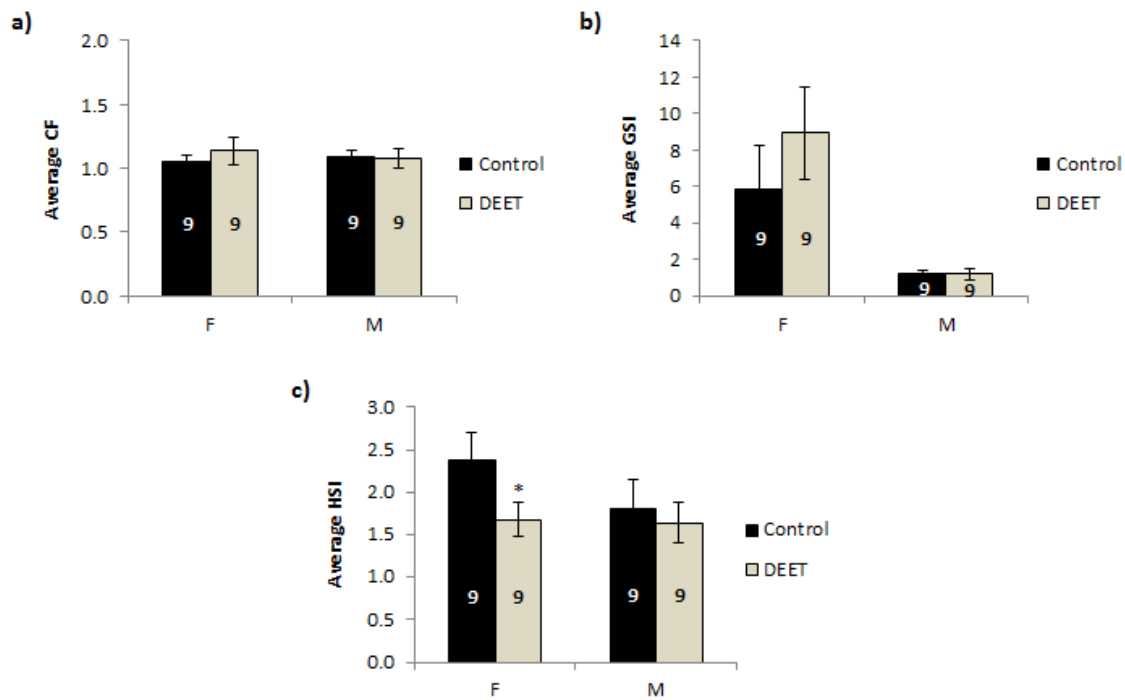 a)
Average CF
2.0
1.5
1.0
0.5
0.0
9
9
9
9
F
M
Control
DEET
b)
Average GSI
14
12
10
8
6
4
2
0
9
9
9
9
F
M
Control
DEET
c)
Average HSI
3.0
2.5
2.0
1.5
1.0
0.5
0.0
*
9
9
9
9
F
M
Control
DEET